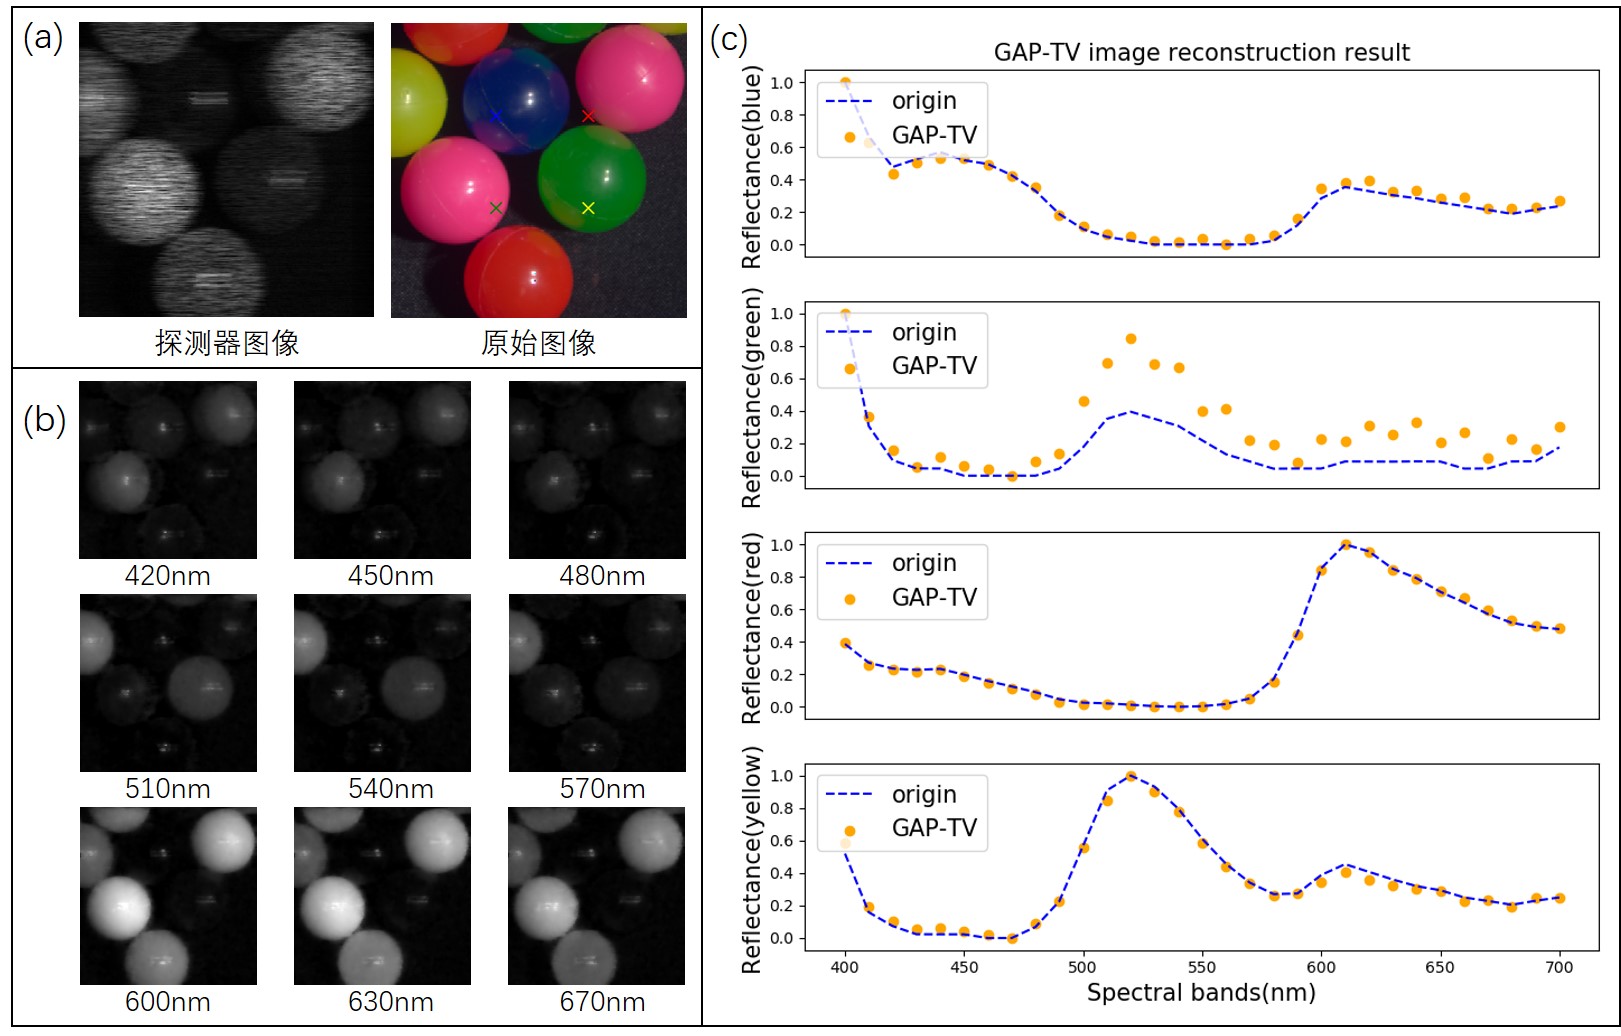 (a)
探测器图像
原始图像
(b)
420nm
450nm
480nm
510nm
540nm
570nm
600nm
630nm
670nm
(c)
GAP-TV image reconstruction result
Reflectance(blue)
1.0
0.8
0.6
0.4
0.2
0.0
origin
GAP-TV
Reflectance(green)
1.0
0.8
0.6
0.4
0.2
0.0
origin
GAP-TV
Reflectance(red)
1.0
0.8
0.6
0.4
0.2
0.0
origin
GAP-TV
Reflectance(yellow)
1.0
0.8
0.6
0.4
0.2
0.0
origin
GAP-TV
400 450 500 550 600 650 700
Spectral bands(nm)